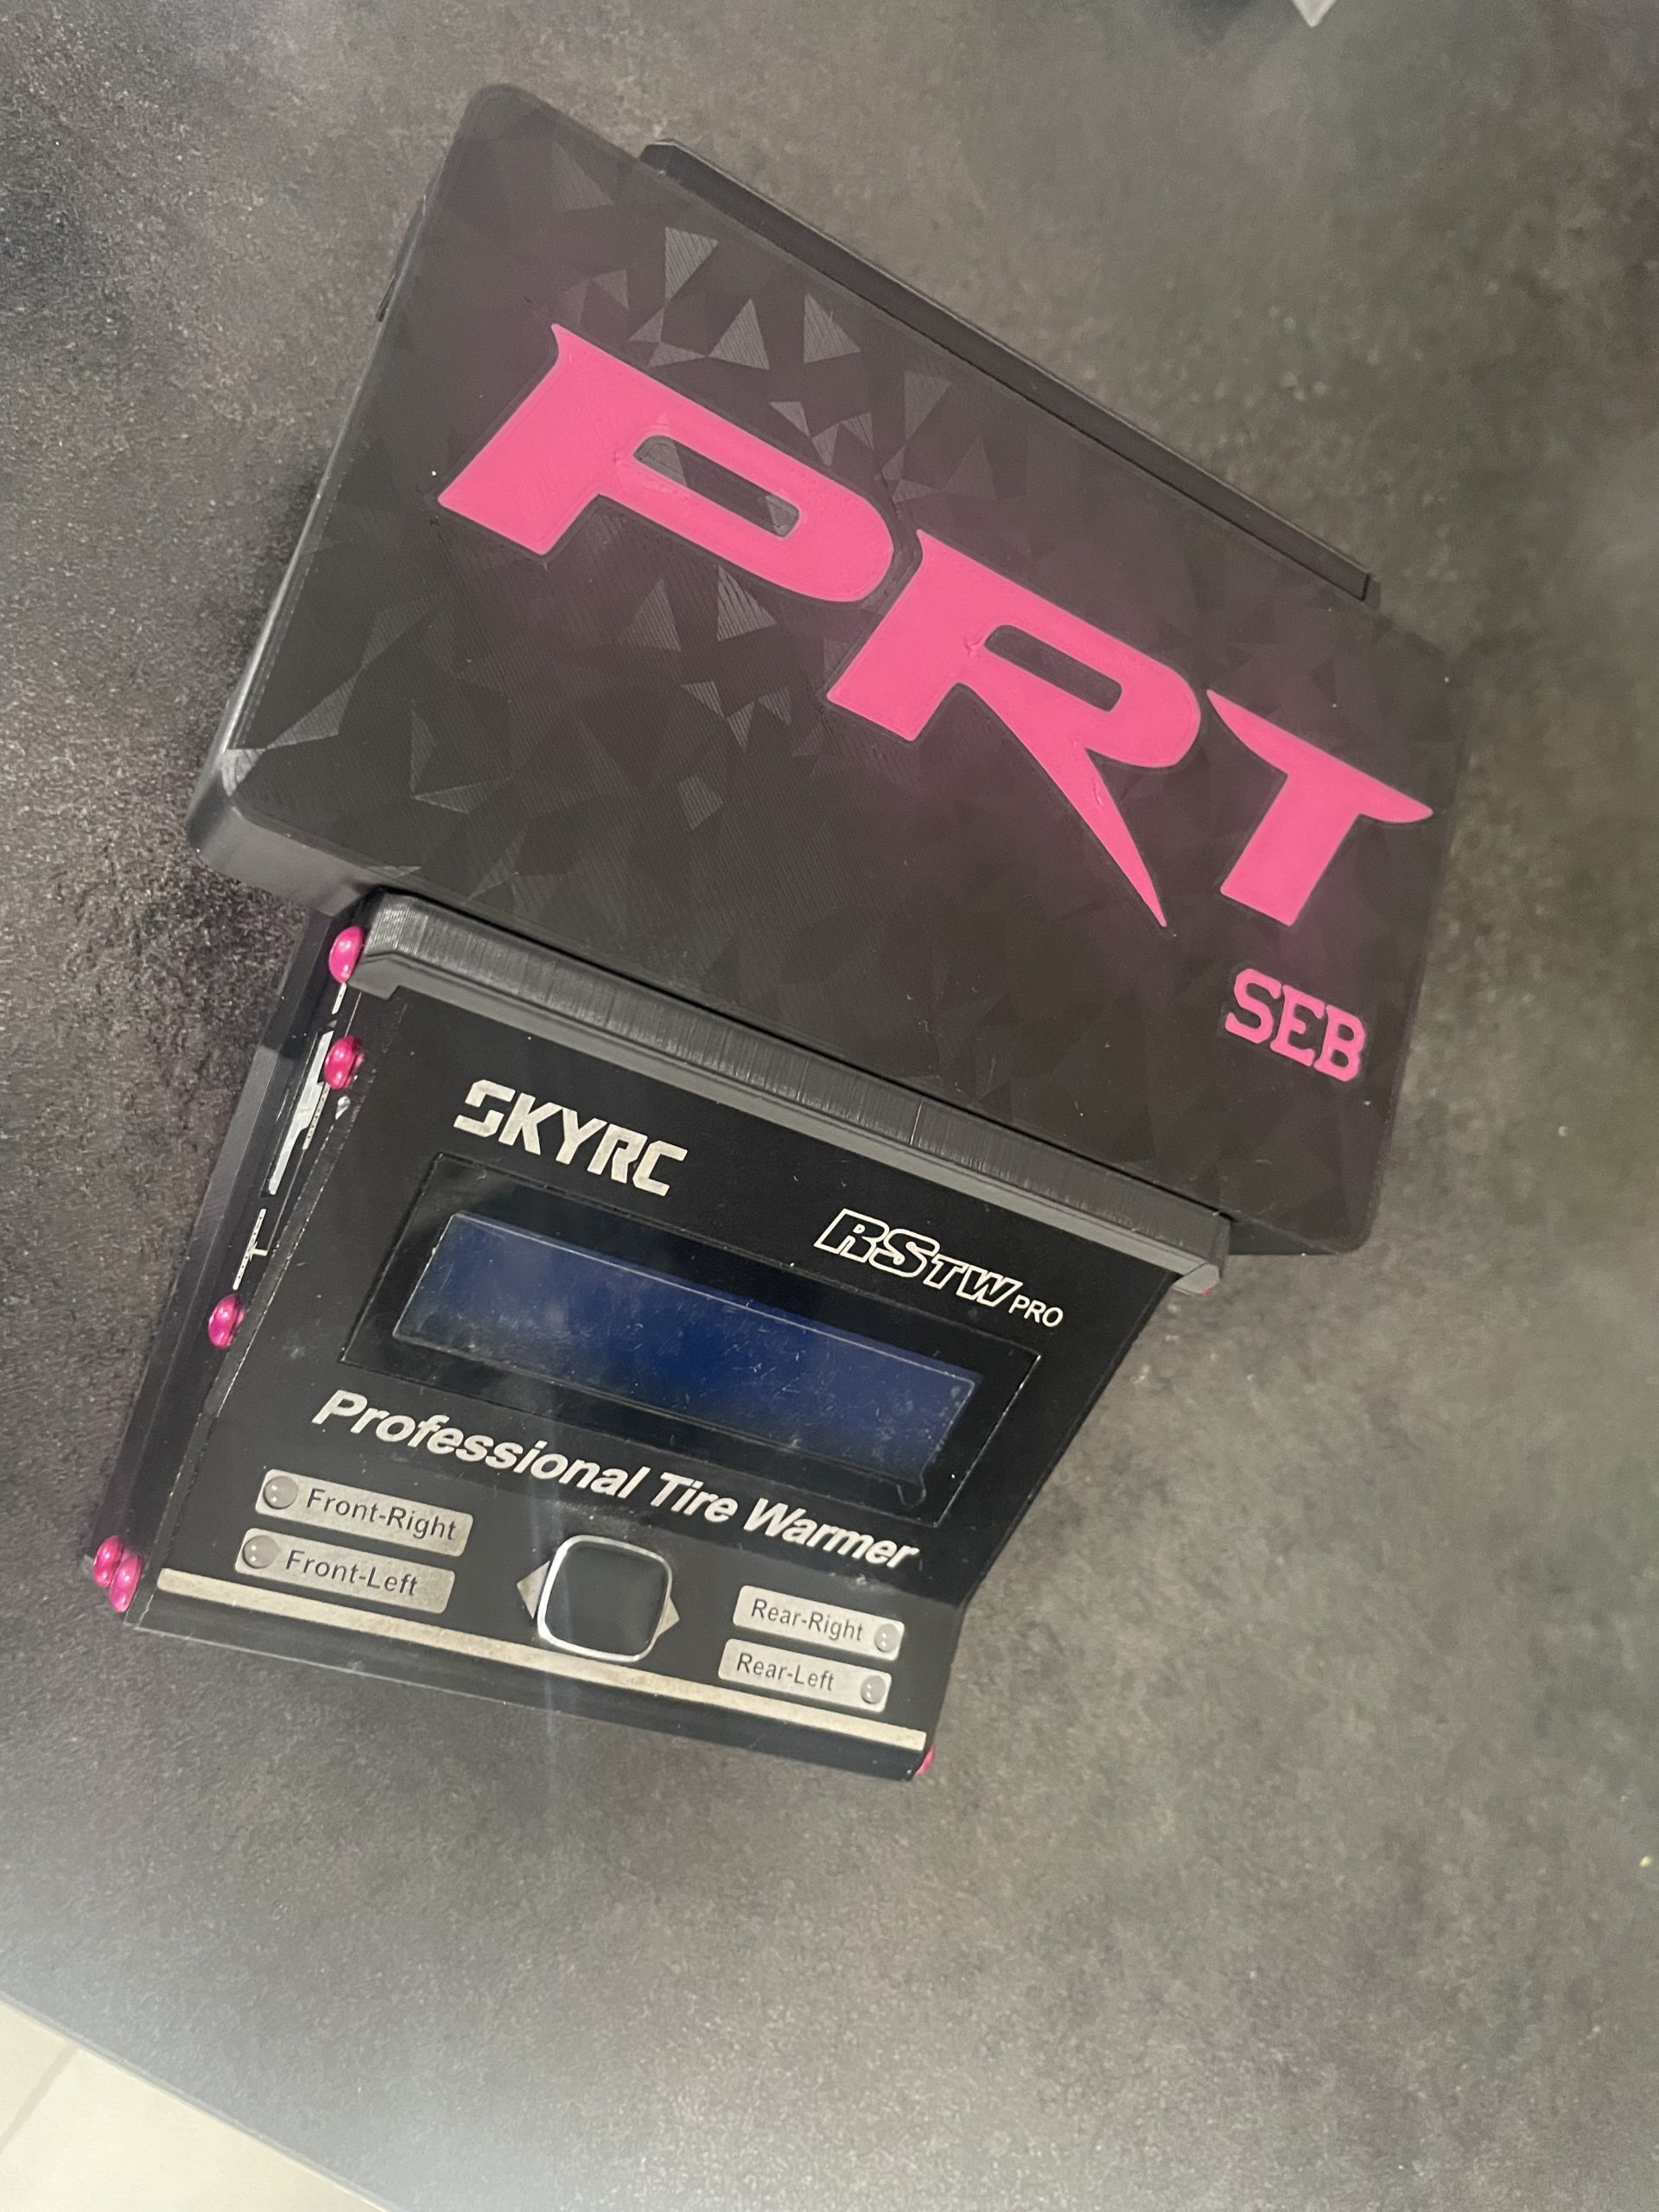 PRT
SEB
SKYRC
RSTW PRO
Professional Tire Warmer
Front-Right
Front-Left
Rear-Right
Rear-Left